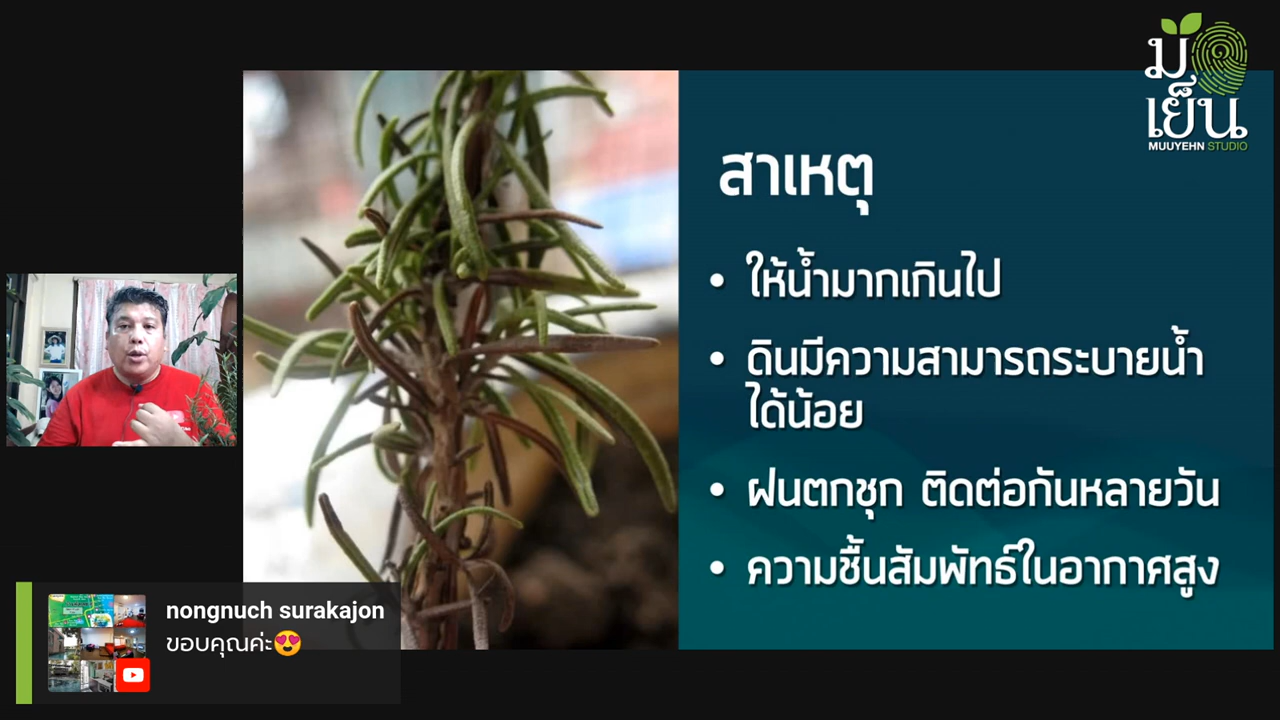 มือ
เย็น
MUUYEHN STUDIO
สาเหตุ
• ให้น้ำมากเกินไป
• ดินมีความสามารถระบายน้ำ
ได้น้อย
• ฝนตกชุก ติดต่อกันหลายวัน
• ความชื้นสัมพัทธ์ในอากาศสูง
nongnuch surakajon
ขอบคุณค่ะ😍